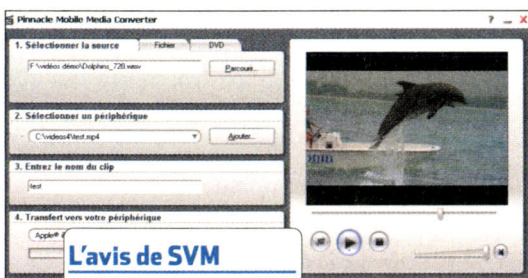 Pinnacle Mobile Media Converter
1. Sélectionner la source Fichier DVD
F:\vidéos démo\Dolphins_720.wmv Parcourir...
2. Sélectionner un périphérique
C:\videos4\test.mp4 Ajouter...
3. Entrez le nom du clip
test
4. Transfert vers votre périphérique
Apple®
L'avis de SVM